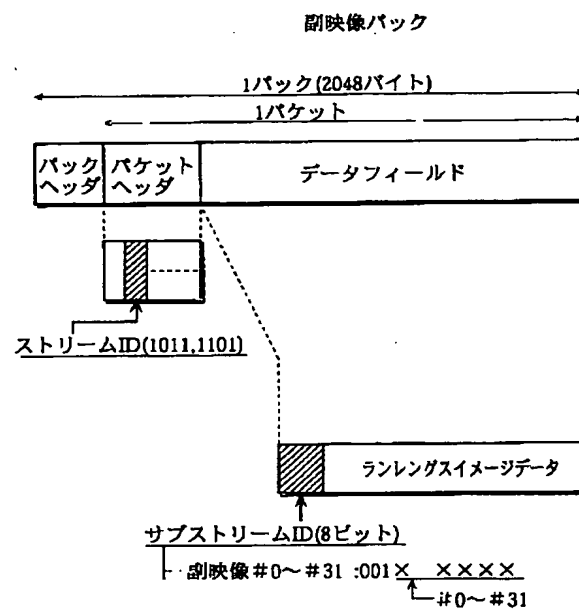 副映像パック
1パック(2048バイト)
1パケット
パック
ヘッダ
パケット
ヘッダ
データフィールド
ストリームID(1011,1101)
ランレングスイメージデータ
サブストリームID(8ビット)
副映像#0～#31 :001× ××××
#0～#31